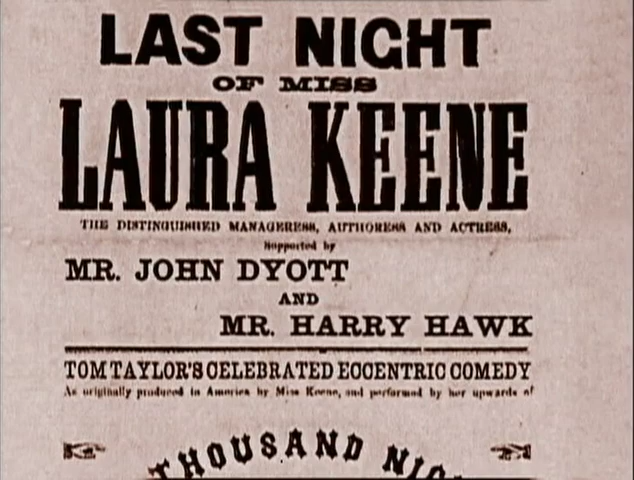 LAST NIGHT
OF MISS
LAURA KEENE
THE DISTINGUISHED MANAGERESS, AUTHORESS AND ACTRESS,
Supported by
MR. JOHN DYOTT
AND
MR. HARRY HAWK
TOM TAYLOR'S CELEBRATED ECCENTRIC COMEDY
As originally produced in America by Miss Keene, and performed by her upwards of
THOUSAND